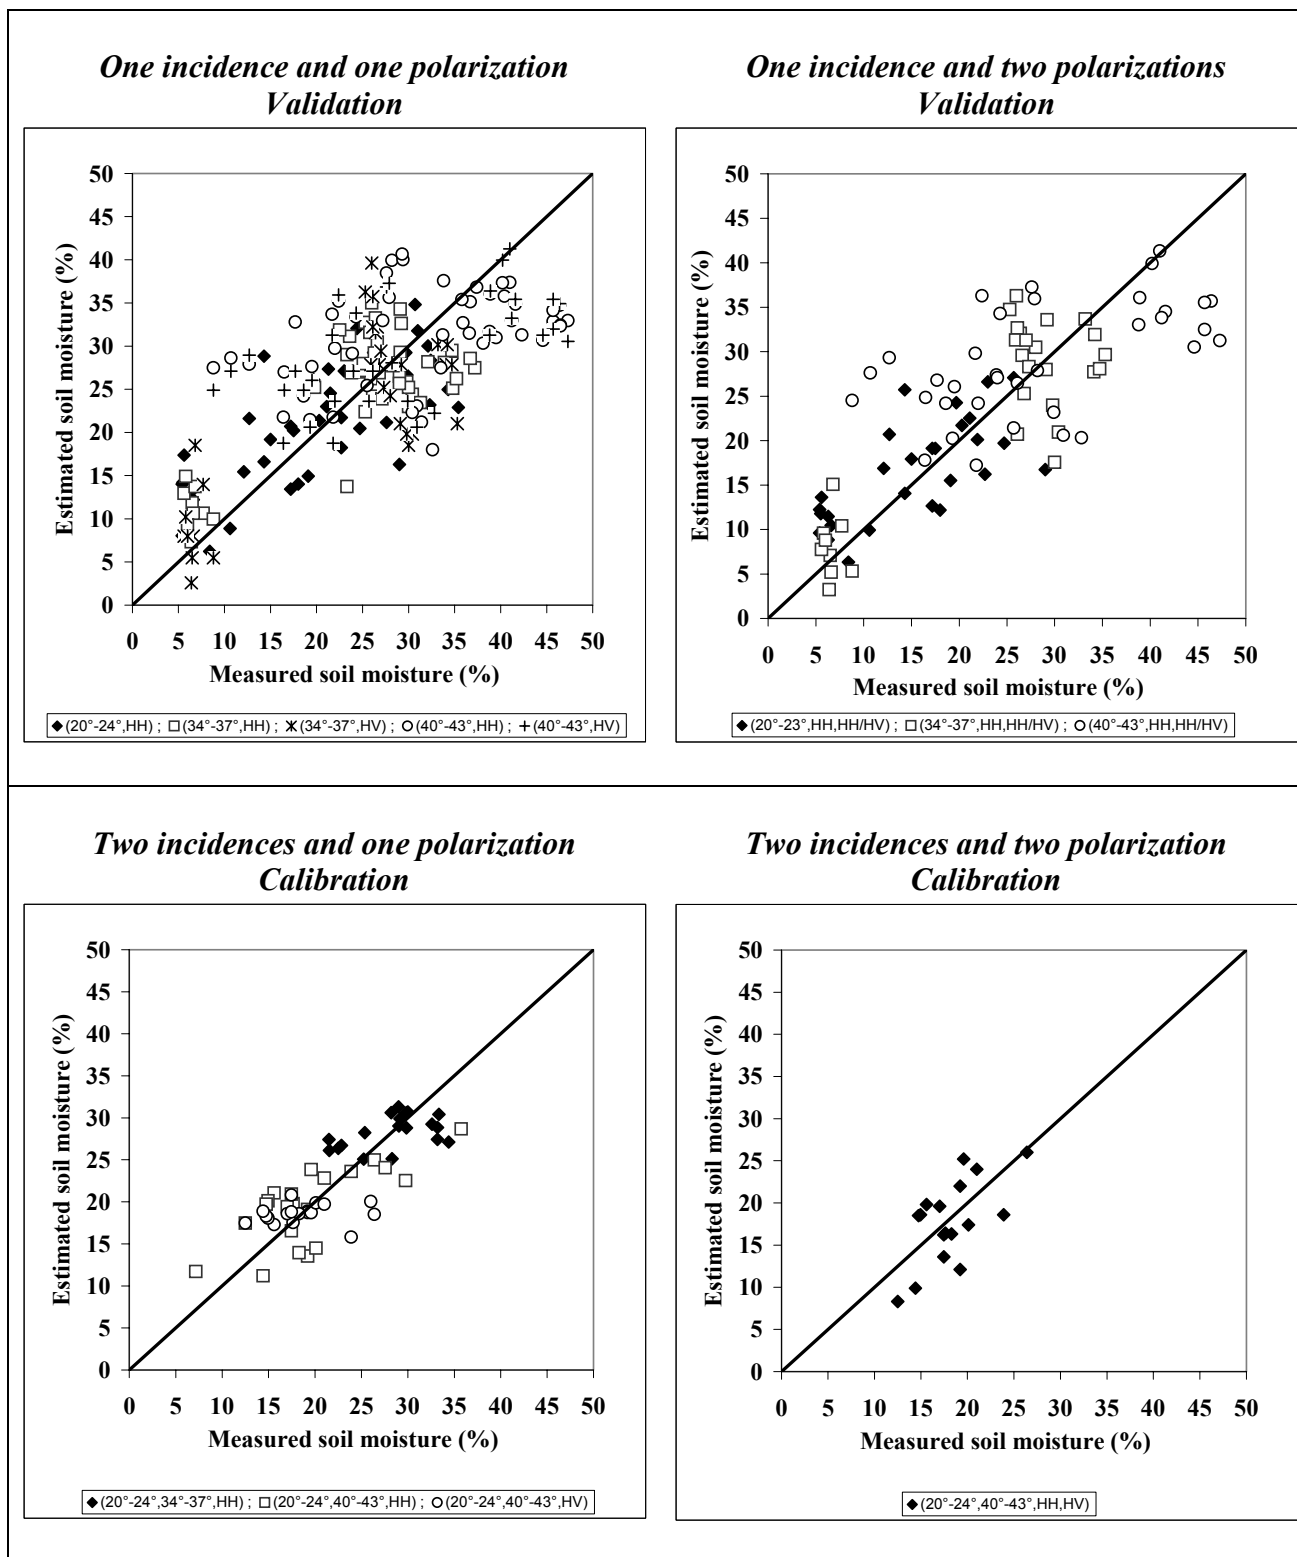 One incidence and one polarization
Validation
50
45
40
35
30
25
20
15
10
5
0
Estimated soil moisture (%)
0 5 10 15 20 25 30 35 40 45 50
Measured soil moisture (%)
(20°-24°,HH) ; (34°-37°,HH) ; (34°-37°,HV) ; (40°-43°,HH) ; (40°-43°,HV)
One incidence and two polarizations
Validation
50
45
40
35
30
25
20
15
10
5
0
Estimated soil moisture (%)
0 5 10 15 20 25 30 35 40 45 50
Measured soil moisture (%)
(20°-23°,HH,HH/HV) ; (34°-37°,HH,HH/HV) ; (40°-43°,HH,HH/HV)
Two incidences and one polarization
Calibration
50
45
40
35
30
25
20
15
10
5
0
Estimated soil moisture (%)
0 5 10 15 20 25 30 35 40 45 50
Measured soil moisture (%)
(20°-24°,34°-37°,HH) ; (20°-24°,40°-43°,HH) ; (20°-24°,40°-43°,HV)
Two incidences and two polarization
Calibration
50
45
40
35
30
25
20
15
10
5
0
Estimated soil moisture (%)
0 5 10 15 20 25 30 35 40 45 50
Measured soil moisture (%)
(20°-24°,40°-43°,HH,HV)